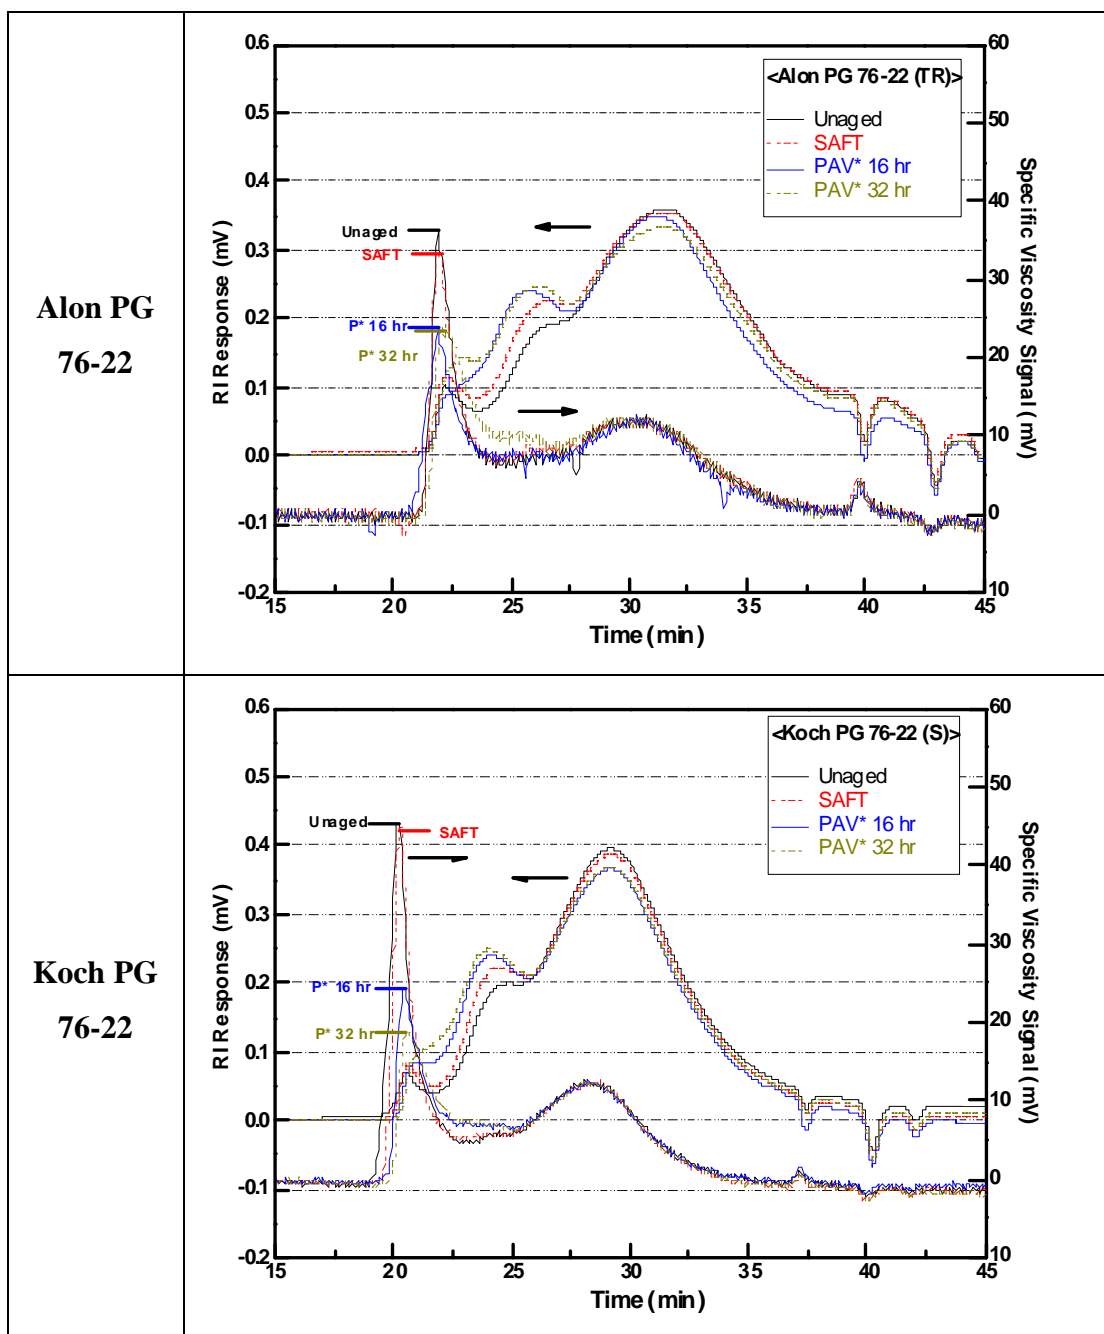 Alon PG
76-22
0.6
0.5
0.4
0.3
0.2
0.1
0.0
-0.1
-0.2
RI Response (mV)
60
50
40
30
20
10
0
10
Specific Viscosity Signal (mV)
<Alon PG 76-22 (TR)>
Unaged
SAFT
PAV* 16 hr
PAV* 32 hr
Unaged
SAFT
P* 16 hr
P* 32 hr
15 20 25 30 35 40 45
Time (min)
Koch PG
76-22
0.6
0.5
0.4
0.3
0.2
0.1
0.0
-0.1
-0.2
RI Response (mV)
60
50
40
30
20
10
0
10
Specific Viscosity Signal (mV)
<Koch PG 76-22 (S)>
Unaged
SAFT
PAV* 16 hr
PAV* 32 hr
Unaged
SAFT
P* 16 hr
P* 32 hr
15 20 25 30 35 40 45
Time (min)